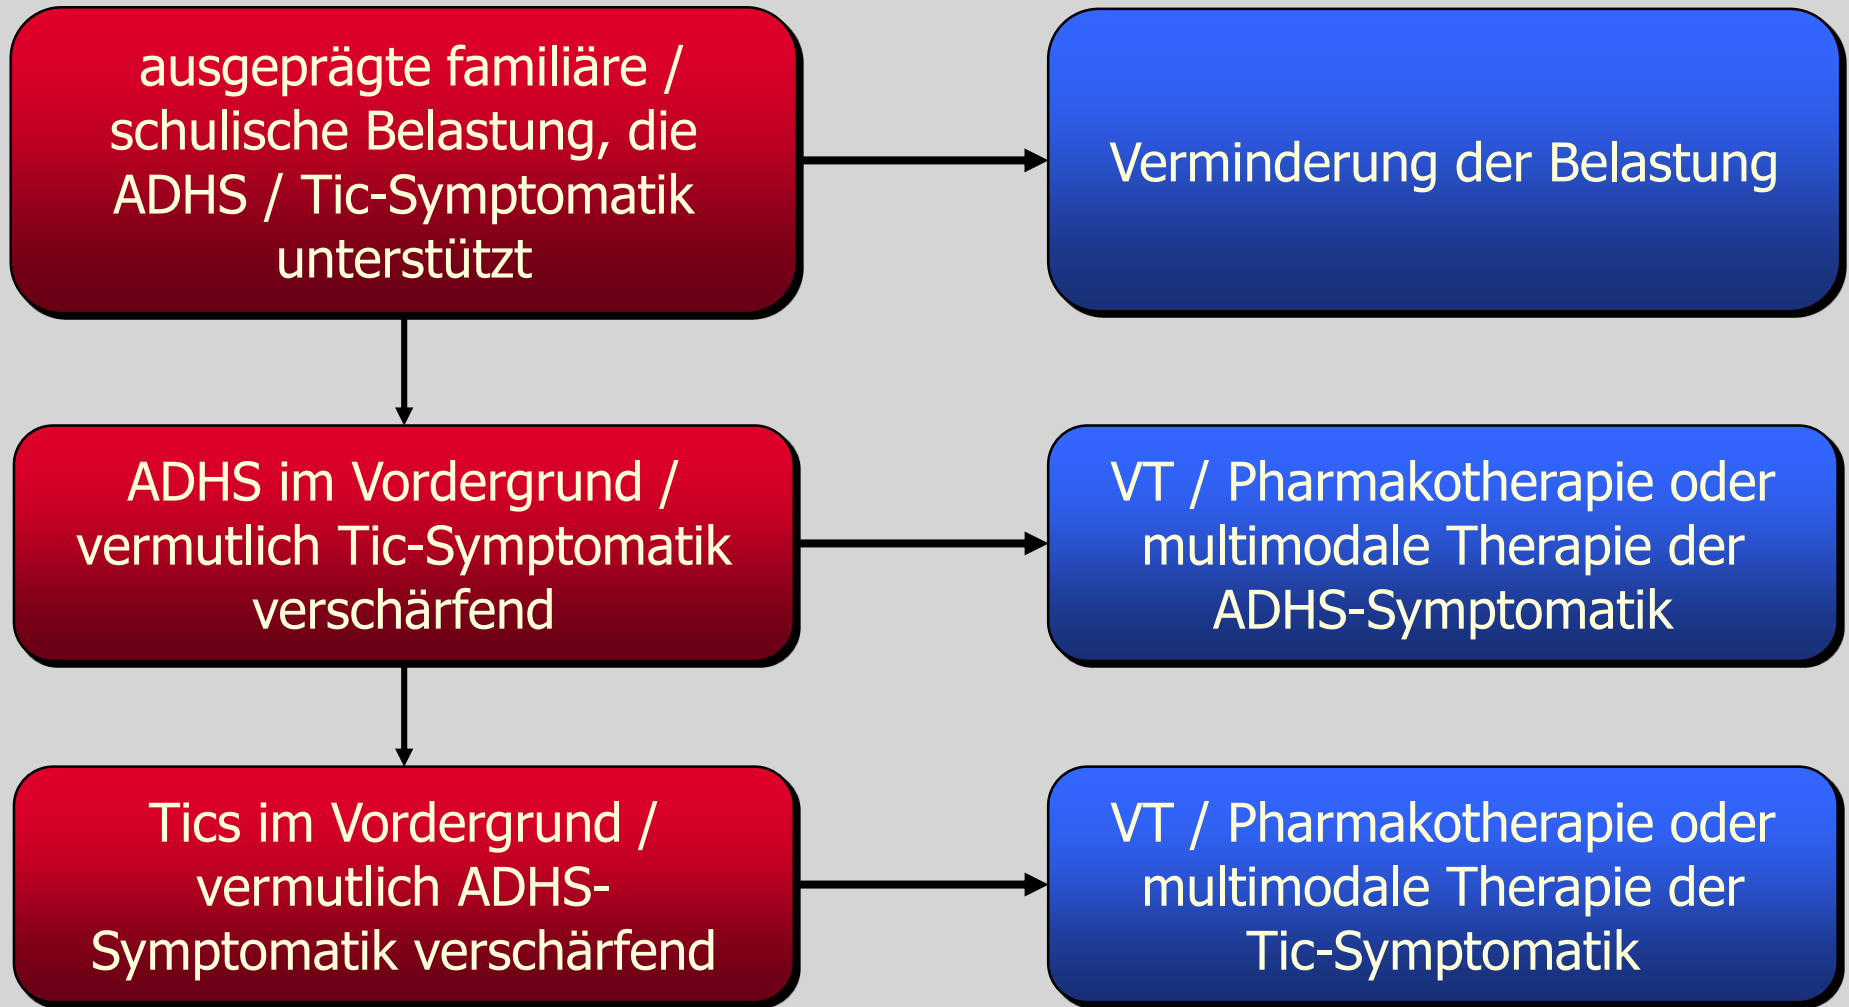 ausgeprägte familiäre /
schulische Belastung, die
ADHS / Tic-Symptomatik
unterstützt
Verminderung der Belastung
ADHS im Vordergrund /
vermutlich Tic-Symptomatik
verschärfend
VT / Pharmakotherapie oder
multimodale Therapie der
ADHS-Symptomatik
Tics im Vordergrund /
vermutlich ADHS-
Symptomatik verschärfend
VT / Pharmakotherapie oder
multimodale Therapie der
Tic-Symptomatik